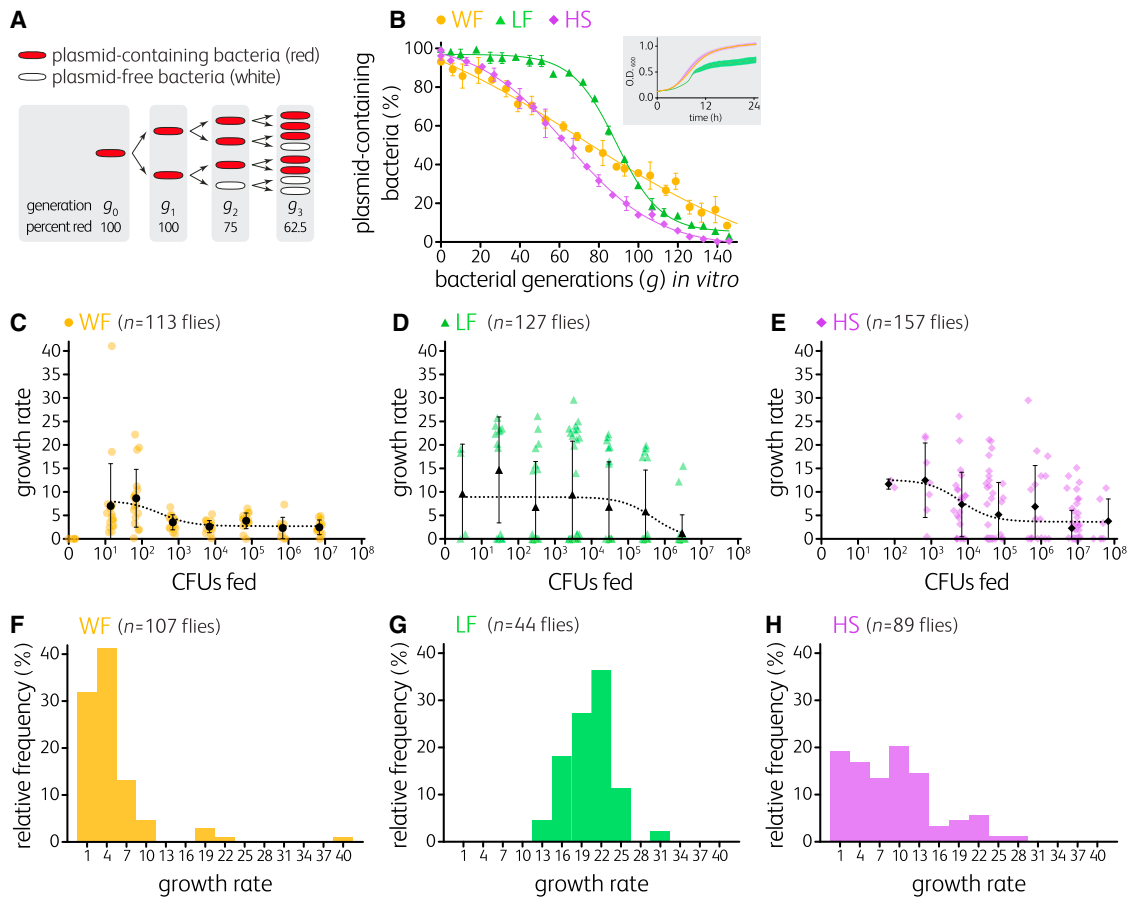 A
plasmid-containing bacteria (red)
plasmid-free bacteria (white)
generation g0 g1 g2 g3
percent red 100 100 75 62.5
B WF LF HS
plasmid-containing
bacteria (%)
100
80
60
40
20
0
0 20 40 60 80 100 120 140
bacterial generations (g) in vitro
O.D. 600
1.0
0.5
0
0 12 24
time (h)
C WF (n=113 flies)
growth rate
40
35
30
25
20
15
10
5
0
0 10¹ 10² 10³ 10⁴ 10⁵ 10⁶ 10⁷ 10⁸
CFUs fed
D LF (n=127 flies)
growth rate
40
35
30
25
20
15
10
5
0
0 10¹ 10² 10³ 10⁴ 10⁵ 10⁶ 10⁷ 10⁸
CFUs fed
E HS (n=157 flies)
growth rate
40
35
30
25
20
15
10
5
0
0 10¹ 10² 10³ 10⁴ 10⁵ 10⁶ 10⁷ 10⁸
CFUs fed
F WF (n=107 flies)
relative frequency (%)
40
30
20
10
0
1 4 7 10 13 16 19 22 25 28 31 34 37 40
growth rate
G LF (n=44 flies)
relative frequency (%)
40
30
20
10
0
1 4 7 10 13 16 19 22 25 g 31 34 37 40
growth rate
H HS (n=89 flies)
relative frequency (%)
40
30
20
10
0
1 4 7 10 13 16 19 22 25 28 31 34 37 40
growth rate